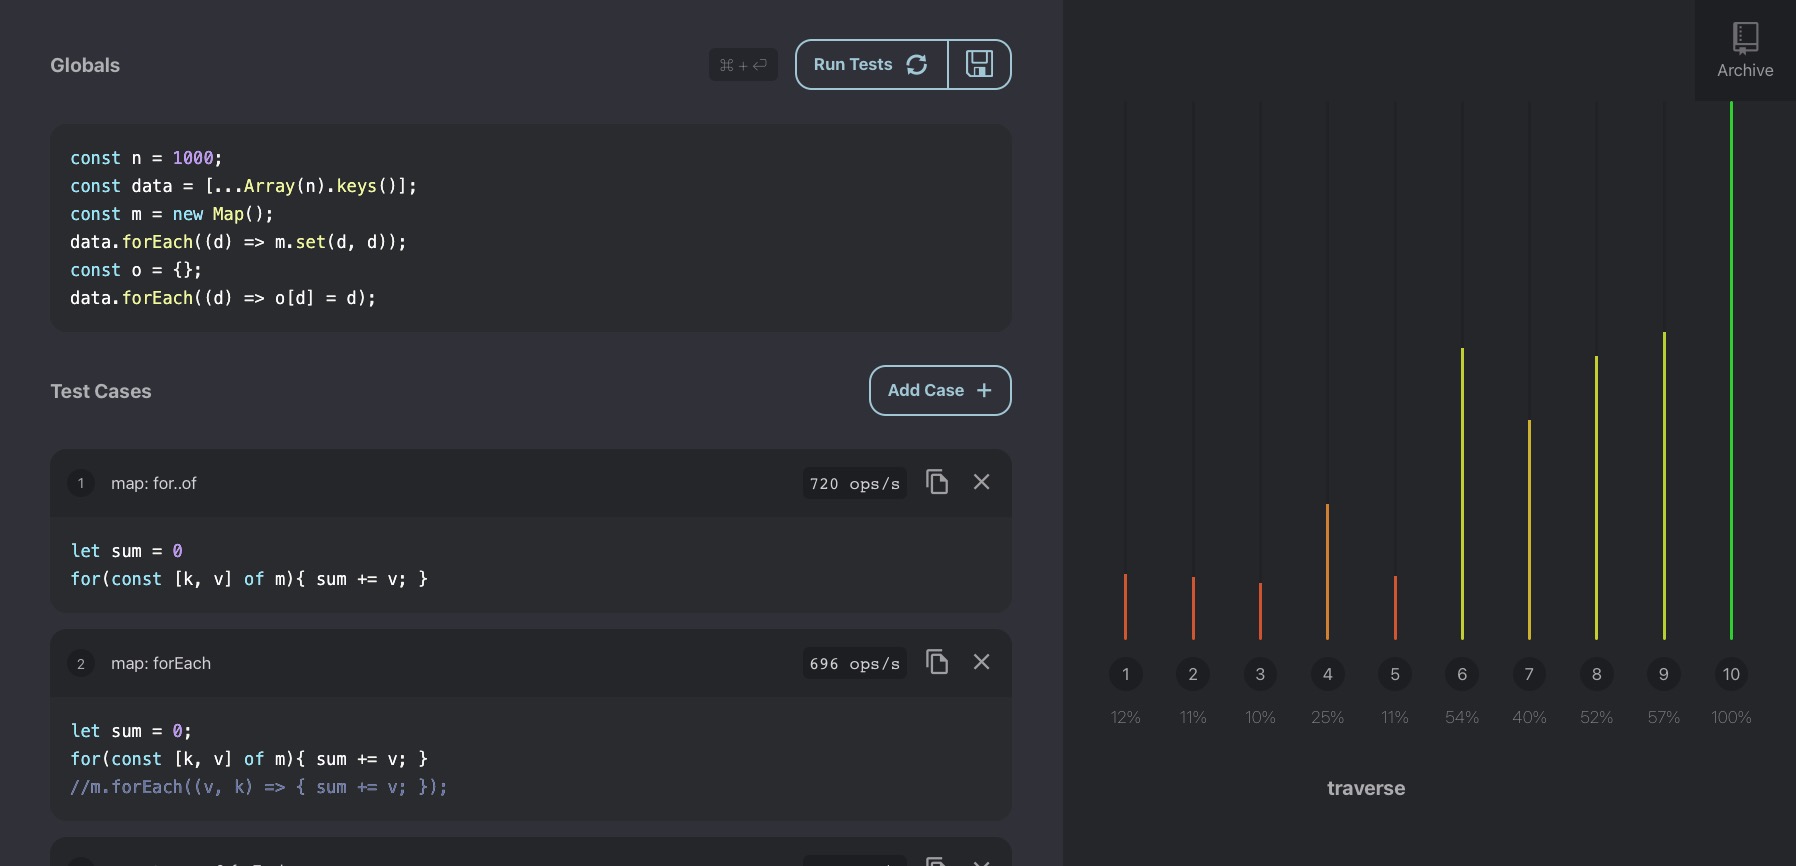 Globals
⌘ + ⏎
Run Tests
Archive
const n = 1000;
const data = [...Array(n).keys()];
const m = new Map();
data.forEach((d) => m.set(d, d));
const o = {};
data.forEach((d) => o[d] = d);
Test Cases
Add Case +
1 map: for..of 720 ops/s
let sum = 0
for(const [k, v] of m){ sum += v; }
2 map: forEach 696 ops/s
let sum = 0;
for(const [k, v] of m){ sum += v; }
//m.forEach((v, k) => { sum += v; });
1 2 3 4 5 6 7 8 9 10
12% 11% 10% 25% 11% 54% 40% 52% 57% 100%
traverse